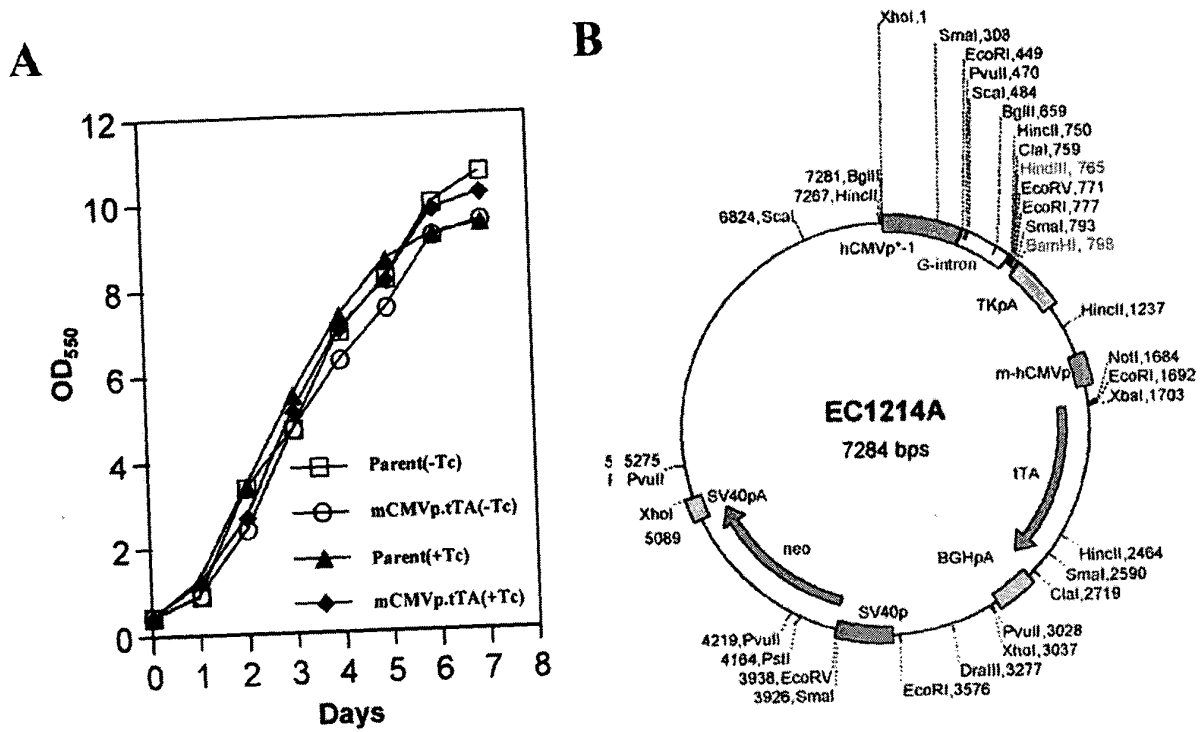 A
12
10
8
6
4
2
0
OD550
0 1 2 3 4 5 6 7 8
Days
Parent(-Tc)
mCMVp.tTA(-Tc)
Parent(+Tc)
mCMVp.tTA(+Tc)
B
XhoI,1
SmaI,308
EcoRI,449
PvuII,470
ScaI,484
BglII,659
HincII,750
ClaI,759
HindIII, 765
EcoRV,771
EcoRI,777
SmaI,793
BamHI, 798
7281,BglII
7267,HincII
6824,ScaI
hCMVp*-1
G-intron
TKpA
HincII,1237
m-hCMVp
NotI,1684
EcoRI,1692
XbaI,1703
EC1214A
7284 bps
tTA
5 5275
PvuII
SV40pA
XhoI
5089
neo
BGHpA
HincII,2464
SmaI,2590
ClaI,2719
SV40p
PvuII,3028
XhoI,3037
DraIII,3277
EcoRI,3576
4219,PvuII
4164,PstI
3938,EcoRV
3926,SmaI